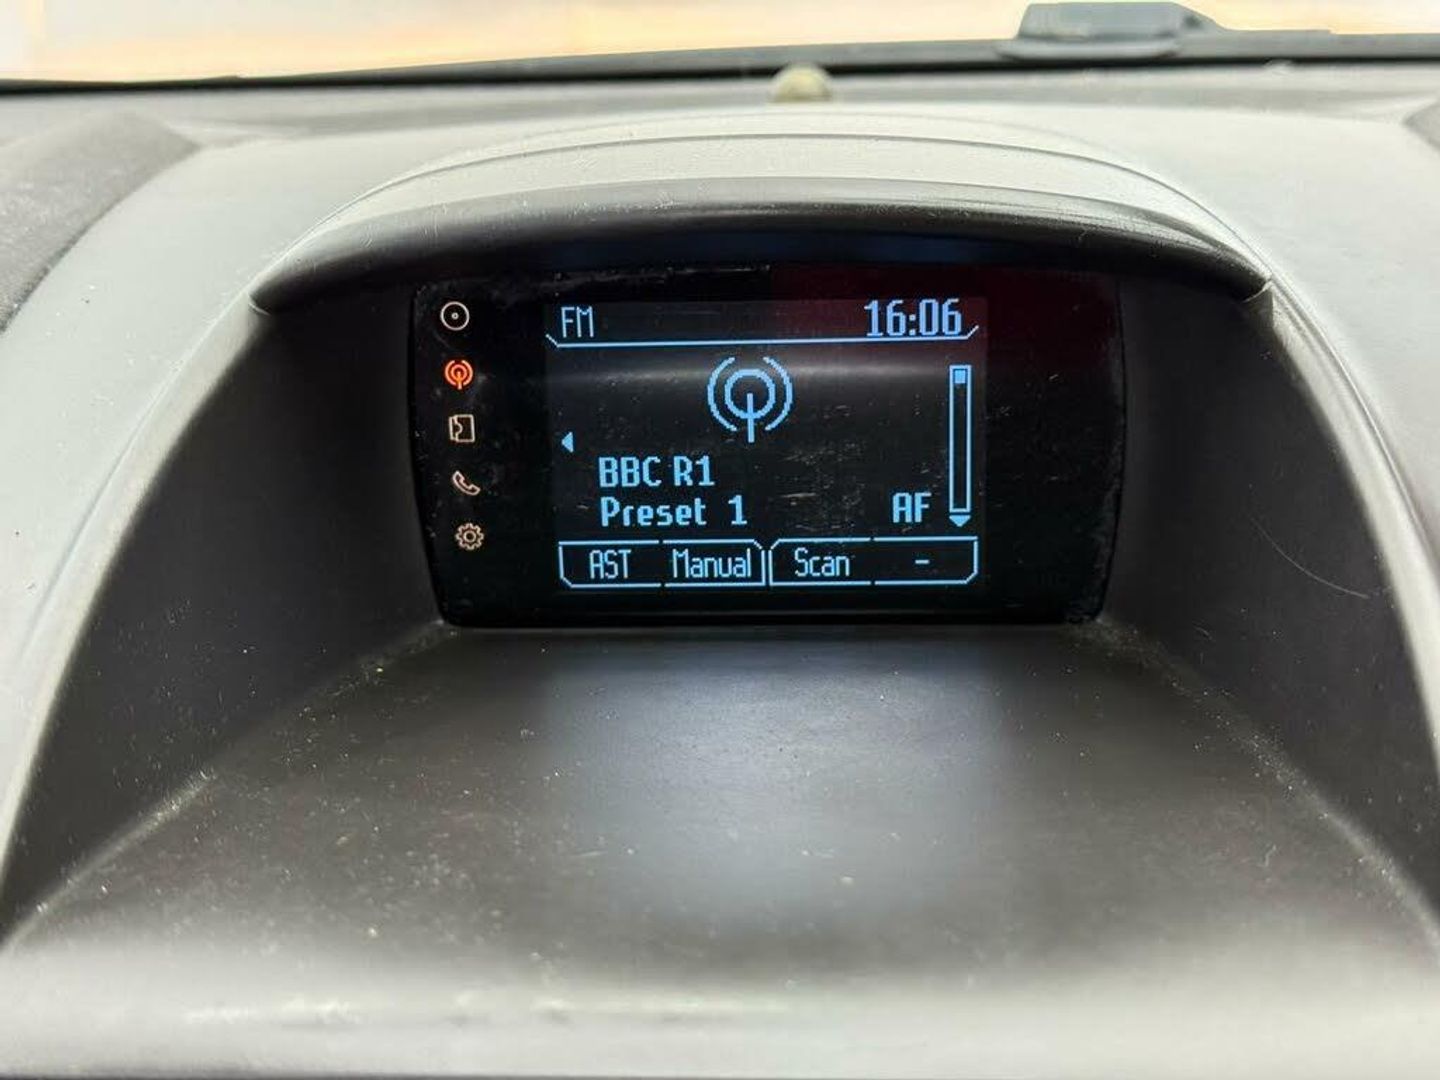 FM 16:06
BBC R1
Preset 1 AF
AST Manual Scan -